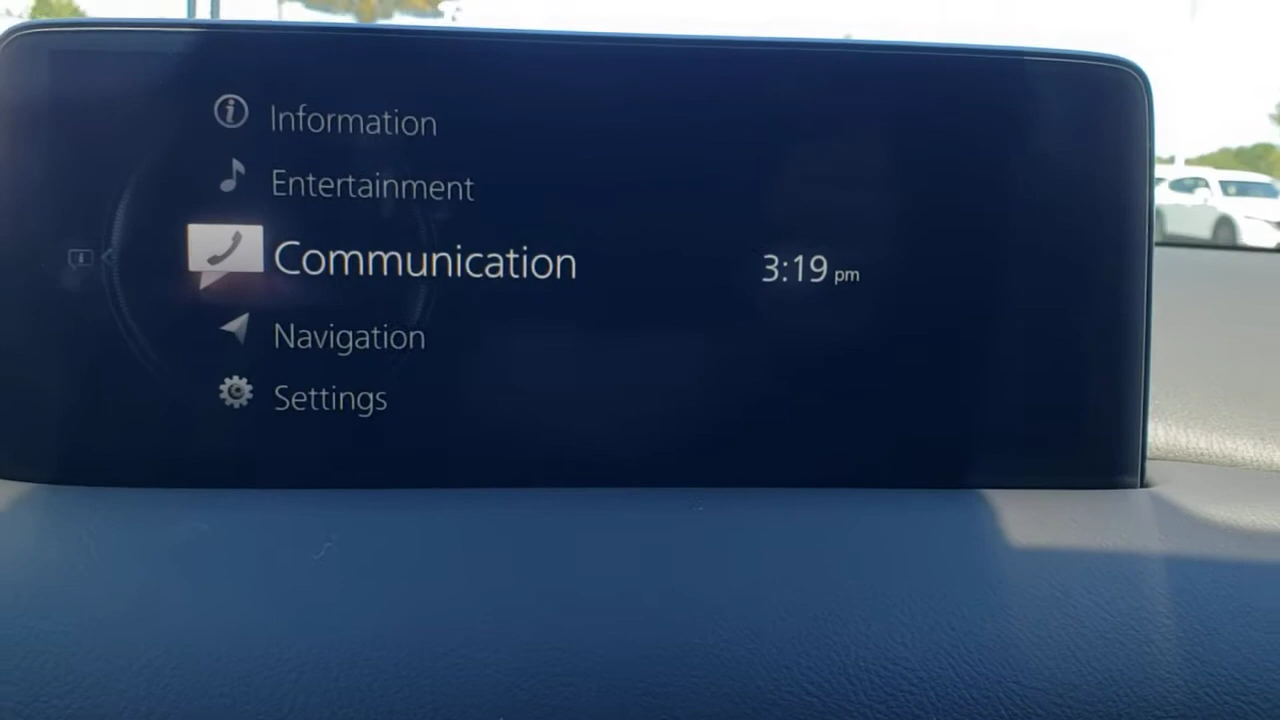 Information
Entertainment
Communication
3:19 pm
Navigation
Settings